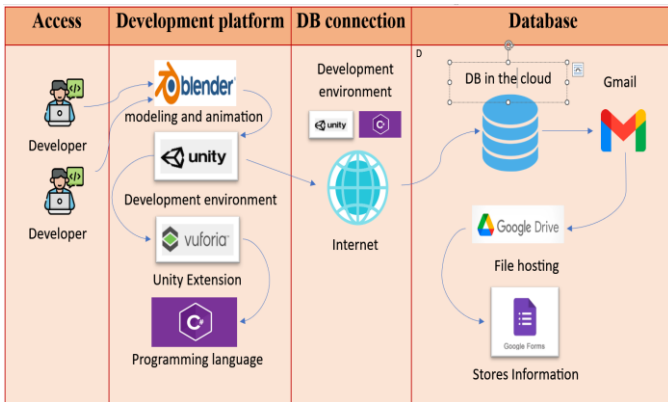 Access
Development platform
DB connection
Database
Developer
Developer
blender
modeling and animation
unity
Development environment
vuforia™
Unity Extension
C#
Programming language
Development
environment
unity
C#
Internet
D
DB in the cloud
Gmail
Google Drive
File hosting
Google Forms
Stores Information